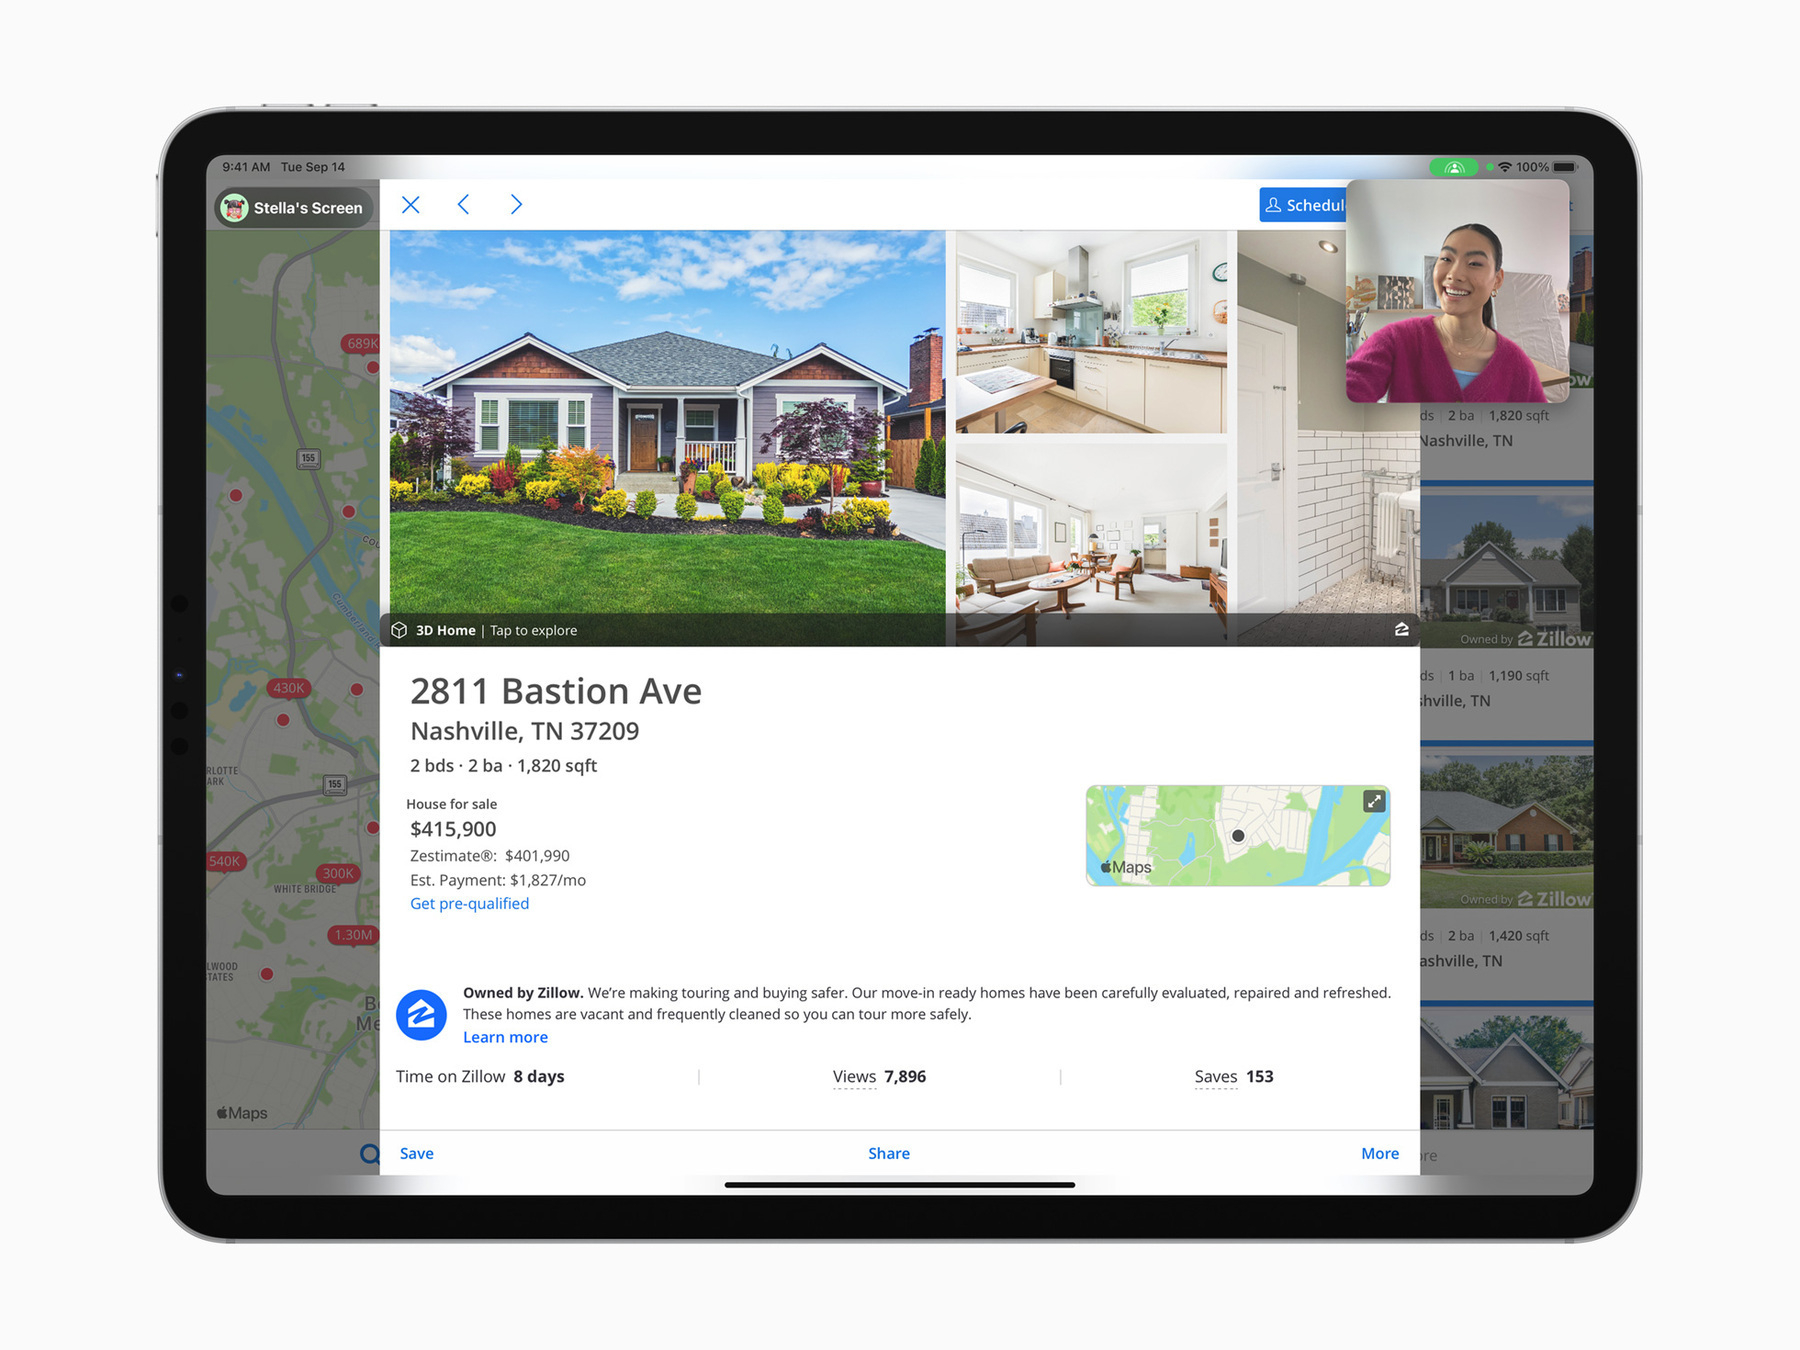 9:41 AM Tue Sep 14
100%
Stella's Screen
Schedul
689K
155
Cumberland
430K
155
WHITE BRIDGE
540K
300K
1.30M
Maps
3D Home | Tap to explore
2811 Bastion Ave
Nashville, TN 37209
2 bds · 2 ba · 1,820 sqft
House for sale
$415,900
Zestimate®: $401,990
Est. Payment: $1,827/mo
Get pre-qualified
Maps
Owned by Zillow. We’re making touring and buying safer. Our move-in ready homes have been carefully evaluated, repaired and refreshed.
These homes are vacant and frequently cleaned so you can tour more safely.
Learn more
Time on Zillow 8 days
Views 7,896
Saves 153
Save
Share
More
ds | 2 ba | 1,820 sqft
Nashville, TN
Owned by Zillow
ds | 1 ba | 1,190 sqft
shville, TN
Owned by Zillow
ds | 2 ba | 1,420 sqft
ashville, TN